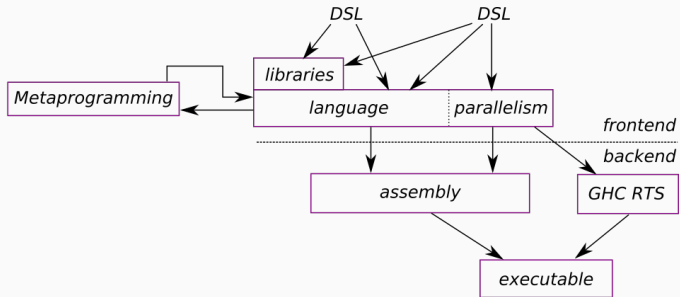 DSL DSL
libraries
Metaprogramming
language parallelism
frontend
backend
assembly
GHC RTS
executable